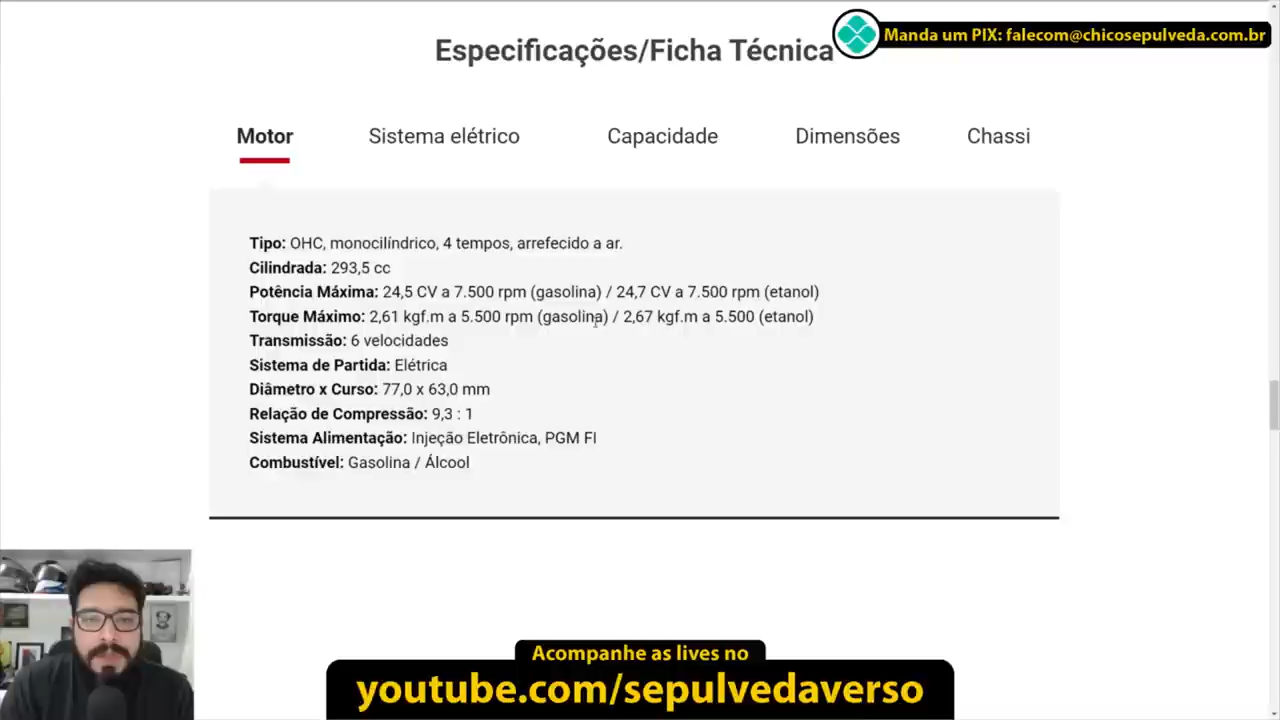 Manda um PIX: falecom@chicosepulveda.com.br
Especificações/Ficha Técnica
Motor Sistema elétrico Capacidade Dimensões Chassi
Tipo: OHC, monocilíndrico, 4 tempos, arrefecido a ar.
Cilindrada: 293,5 cc
Potência Máxima: 24,5 CV a 7.500 rpm (gasolina) / 24,7 CV a 7.500 rpm (etanol)
Torque Máximo: 2,61 kgf.m a 5.500 rpm (gasolina) / 2,67 kgf.m a 5.500 (etanol)
Transmissão: 6 velocidades
Sistema de Partida: Elétrica
Diâmetro x Curso: 77,0 x 63,0 mm
Relação de Compressão: 9,3 : 1
Sistema Alimentação: Injeção Eletrônica, PGM FI
Combustível: Gasolina / Álcool
Acompanhe as lives no
youtube.com/sepulvedaverso